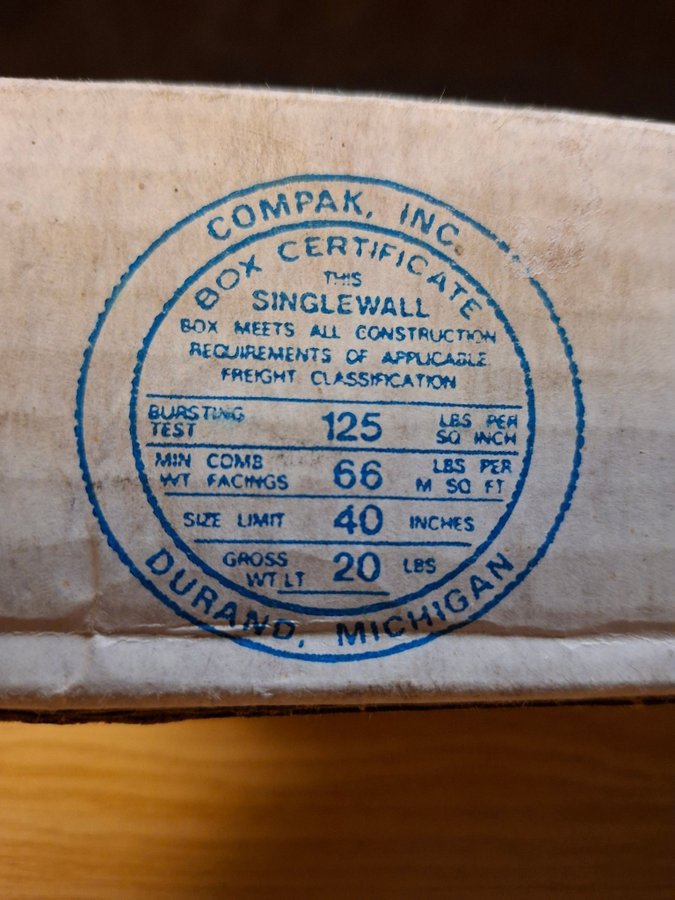 COMPAK, INC.
BOX CERTIFICATE
THIS
SINGLEWALL
BOX MEETS ALL CONSTRUCTION
REQUIREMENTS OF APPLICABLE
FREIGHT CLASSIFICATION
BURSTING TEST 125 LBS PER SQ INCH
MIN COMB WT FACINGS 66 LBS PER M SQ FT
SIZE LIMIT 40 INCHES
GROSS WT LT 20 LBS
DURAND, MICHIGAN